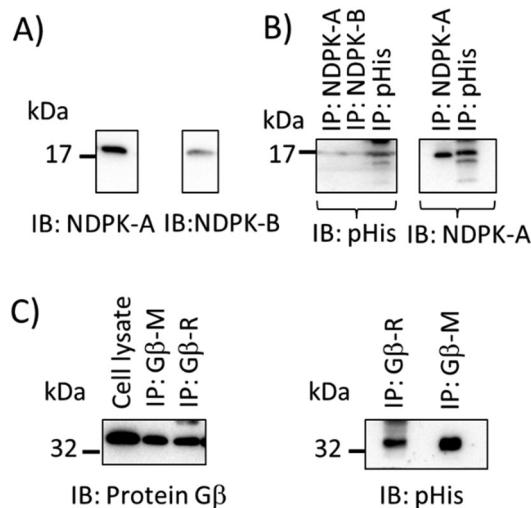 A)
kDa
17
IB: NDPK-A
IB:NDPK-B
B)
IP: NDPK-A
IP: NDPK-B
IP: pHis
IP: NDPK-A
IP: pHis
17
IB: pHis
IB: NDPK-A
C)
Cell lysate
IP: Gβ-M
IP: Gβ-R
kDa
32
IB: Protein Gβ
IP: Gβ-R
IP: Gβ-M
kDa
32
IB: pHis